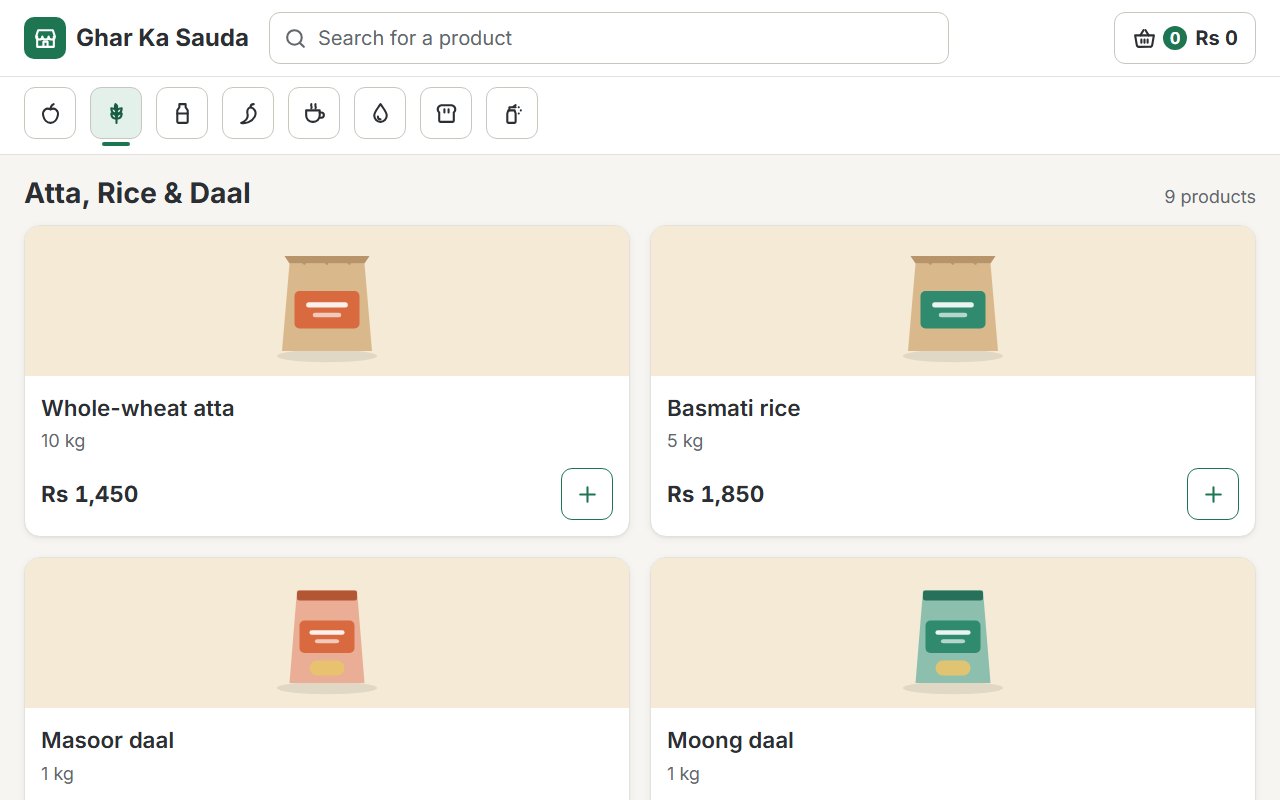 Ghar Ka Sauda
Search for a product
0 Rs 0
Atta, Rice & Daal
9 products
Whole-wheat atta
10 kg
Rs 1,450
Basmati rice
5 kg
Rs 1,850
Masoor daal
1 kg
Moong daal
1 kg